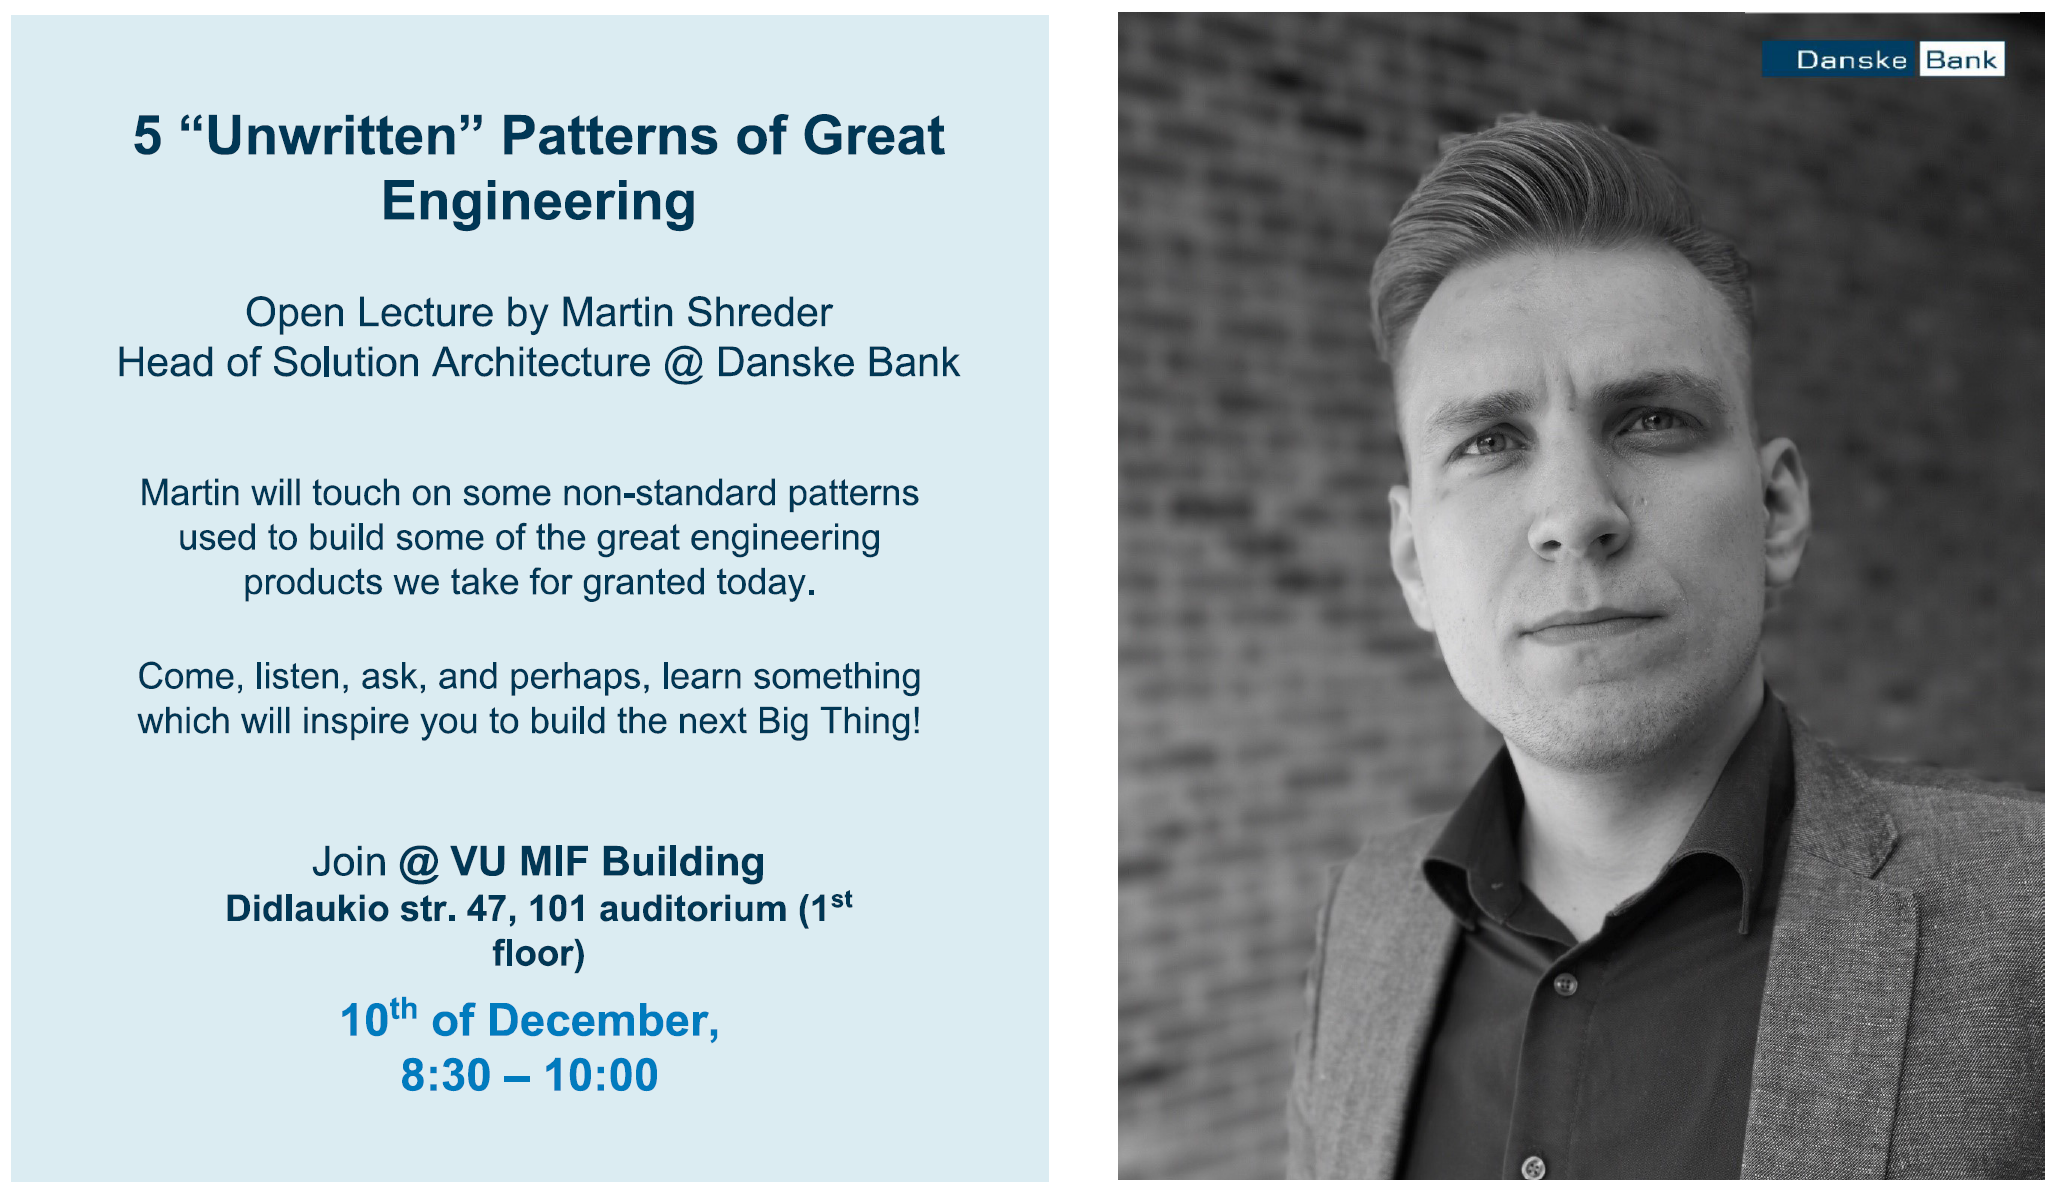 5 “Unwritten” Patterns of Great
Engineering
Open Lecture by Martin Shreder
Head of Solution Architecture @ Danske Bank
Martin will touch on some non-standard patterns
used to build some of the great engineering
products we take for granted today.
Come, listen, ask, and perhaps, learn something
which will inspire you to build the next Big Thing!
Join @ VU MIF Building
Didlaukio str. 47, 101 auditorium (1st
floor)
10th of December,
8:30 – 10:00
Danske Bank